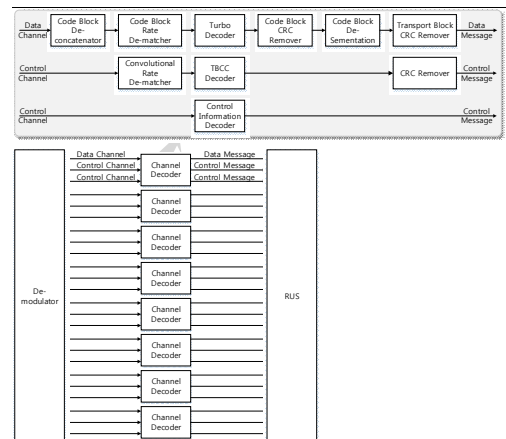 Data
Channel
Code Block
De-
concatenator
Code Block
Rate
De-matcher
Turbo
Decoder
Code Block
CRC
Remover
Code Block
De-
Sementation
Transport Block
CRC Remover
Data
Message
Control
Channel
Convolutional
Rate
De-matcher
TBCC
Decoder
CRC Remover
Control
Message
Control
Channel
Control
Information
Decoder
Control
Message
De-
modulator
Data Channel
Control Channel
Control Channel
Channel
Decoder
Data Message
Control Message
Control Message
RUS
Channel
Decoder
Channel
Decoder
Channel
Decoder
Channel
Decoder
Channel
Decoder
Channel
Decoder
Channel
Decoder